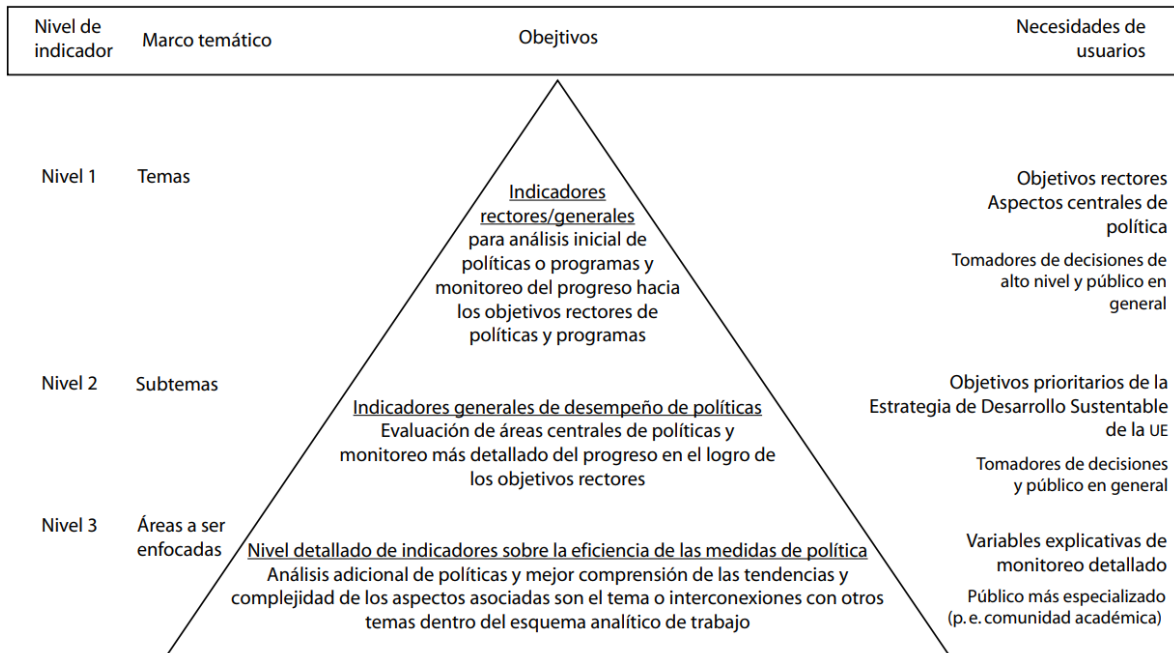 Nivel de
indicador
Marco temático
Obejtivos
Necesidades de
usuarios
Nivel 1
Temas
Indicadores
rectores/generales
para análisis inicial de
políticas o programas y
monitoreo del progreso hacia
los objetivos rectores de
políticas y programas
Objetivos rectores
Aspectos centrales de
política
Tomadores de decisiones de
alto nivel y público en
general
Nivel 2
Subtemas
Indicadores generales de desempeño de políticas
Evaluación de áreas centrales de políticas y
monitoreo más detallado del progreso en el logro de
los objetivos rectores
Objetivos prioritarios de la
Estrategia de Desarrollo Sustentable
de la UE
Tomadores de decisiones
y público en general
Nivel 3
Áreas a ser
enfocadas
Nivel detallado de indicadores sobre la eficiencia de las medidas de política
Análisis adicional de políticas y mejor comprensión de las tendencias y
complejidad de los aspectos asociadas son el tema o interconexiones con otros
temas dentro del esquema analítico de trabajo
Variables explicativas de
monitoreo detallado
Público más especializado
(p. e. comunidad académica)